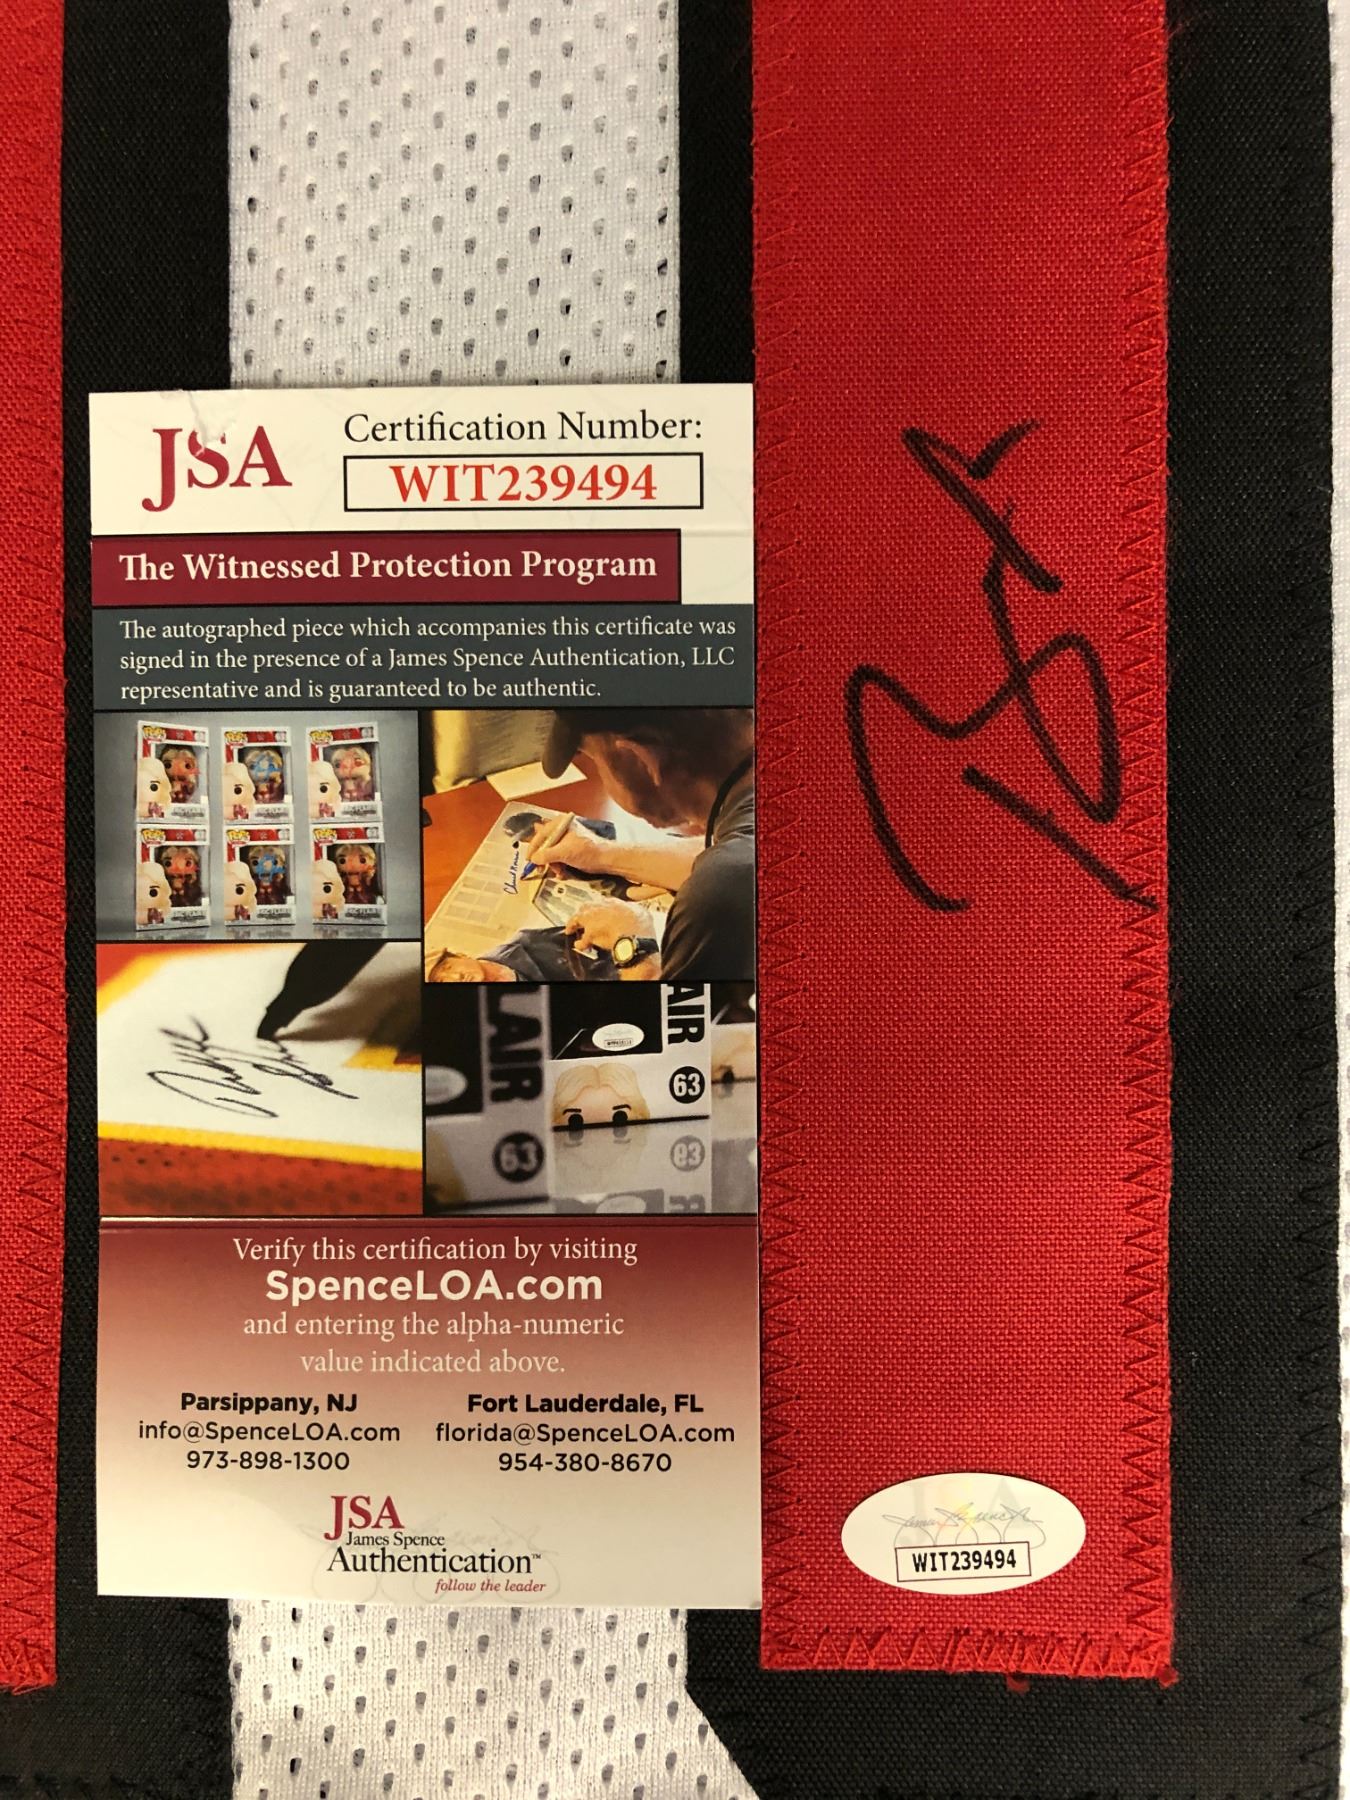 JSA
Certification Number:
WIT239494
The Witnessed Protection Program
The autographed piece which accompanies this certificate was
signed in the presence of a James Spence Authentication, LLC
representative and is guaranteed to be authentic.
LAIR
AIR
63
63
63
Verify this certification by visiting
SpenceLOA.com
and entering the alpha-numeric
value indicated above.
Parsippany, NJ
info@SpenceLOA.com
973-898-1300
Fort Lauderdale, FL
florida@SpenceLOA.com
954-380-8670
JSA
James Spence
Authentication™
follow the leader
WIT239494